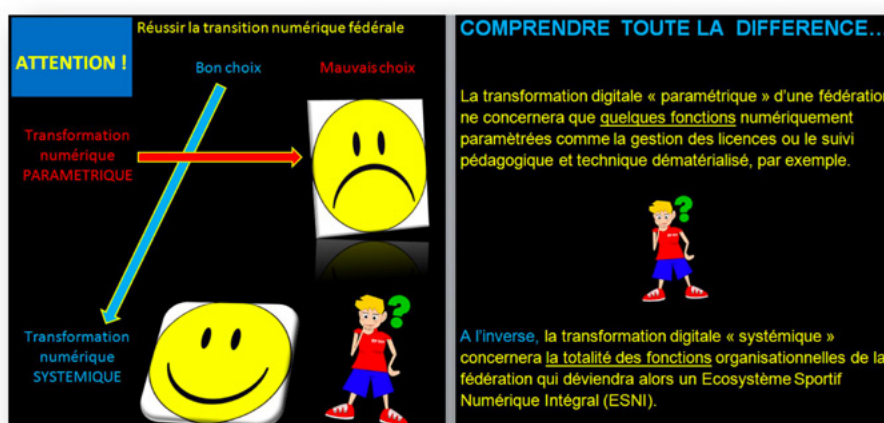 Réussir la transition numérique fédérale
ATTENTION !
Bon choix
Mauvais choix
Transformation
numérique
PARAMETRIQUE
Transformation
numérique
SYSTEMIQUE
COMPRENDRE TOUTE LA DIFFERENCE...
La transformation digitale « paramétrique » d'une fédération
ne concernera que quelques fonctions numériquement
paramètrées comme la gestion des licences ou le suivi
pédagogique et technique dématérialisé, par exemple.
A l'inverse, la transformation digitale « systémique »
concernera la totalité des fonctions organisationnelles de la
fédération qui déviendra alors un Ecosystème Sportif
Numérique Intégral (ESNI).